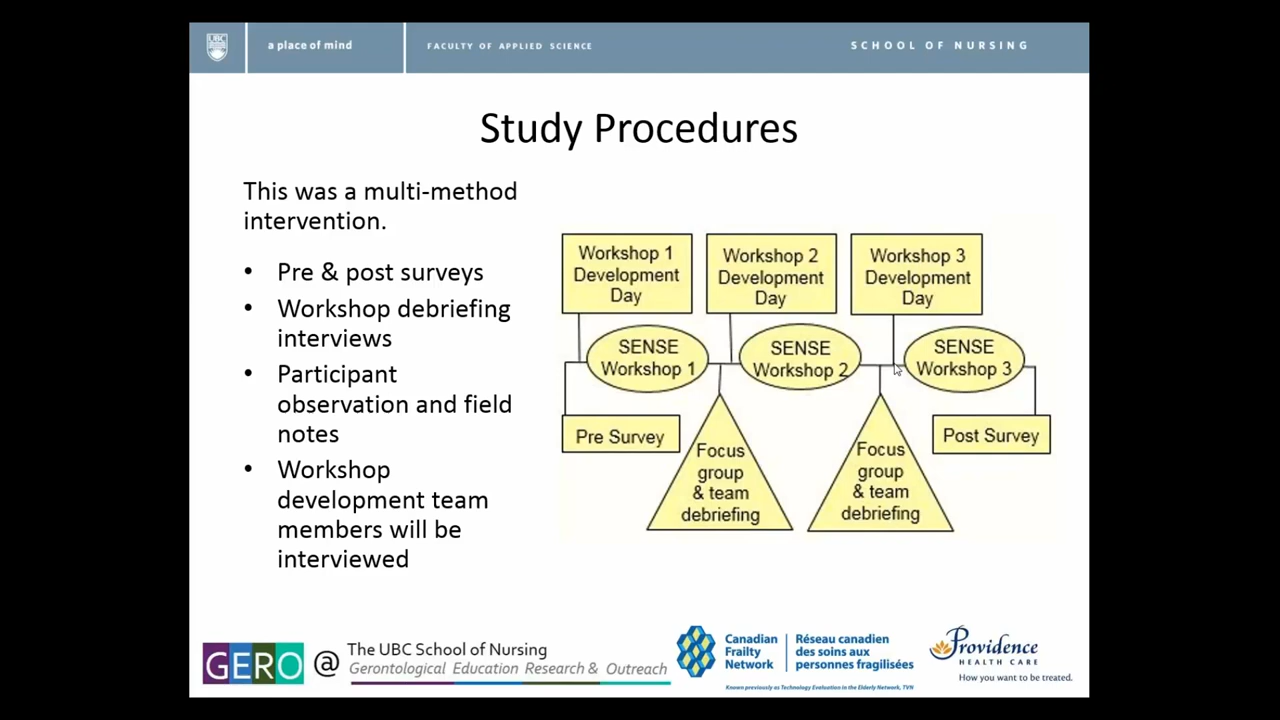 UBC
a place of mind
FACULTY OF APPLIED SCIENCE
SCHOOL OF NURSING
Study Procedures
This was a multi-method
intervention.
• Pre & post surveys
• Workshop debriefing
interviews
• Participant
observation and field
notes
• Workshop
development team
members will be
interviewed
Workshop 1
Development
Day
Workshop 2
Development
Day
Workshop 3
Development
Day
SENSE
Workshop 1
SENSE
Workshop 2
SENSE
Workshop 3
Pre Survey
Focus
group
& team
debriefing
Focus
group
& team
debriefing
Post Survey
GERO @ The UBC School of Nursing
Gerontological Education Research & Outreach
Canadian
Frailty
Network
Réseau canadien
des soins aux
personnes fragilisées
Known previously as Technology Evaluation in the Elderly Network, TVN
Providence
HEALTH CARE
How you want to be treated.